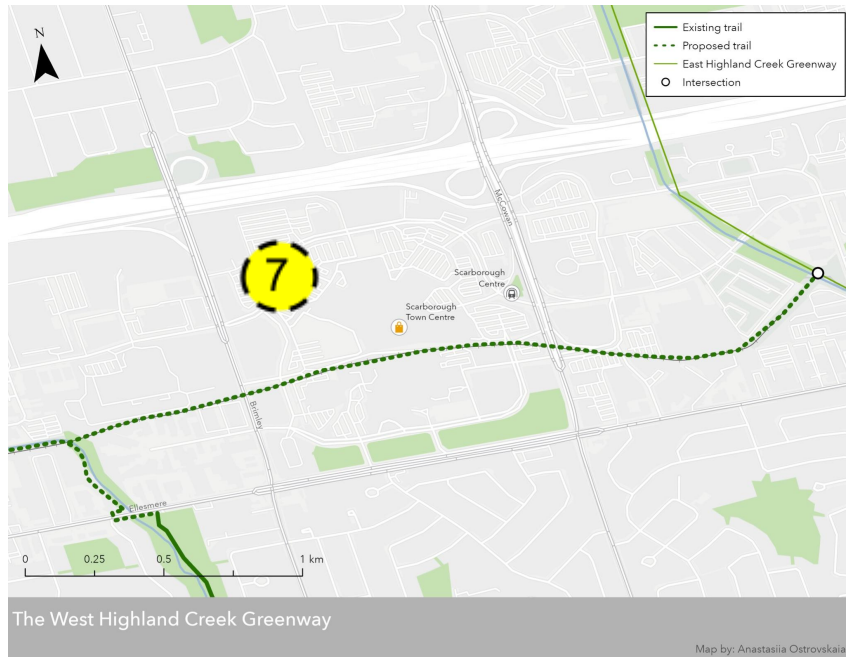 N
Existing trail
Proposed trail
East Highland Creek Greenway
Intersection
McCowan
7
Scarborough
Centre
Scarborough
Town Centre
Brimley
Ellesmere
0 0.25 0.5 1 km
The West Highland Creek Greenway
Map by: Anastasiia Ostrovskaia